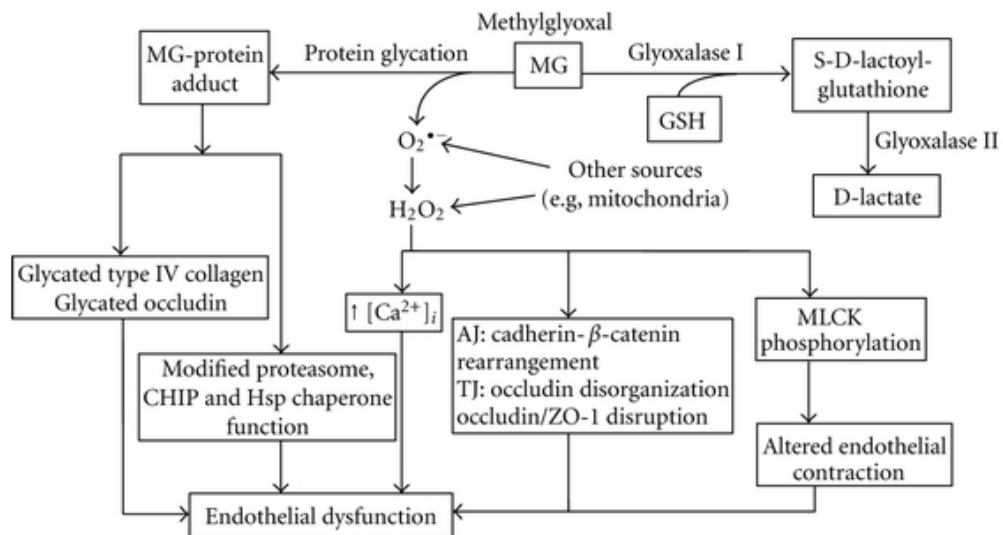 Methylglyoxal
MG-protein
adduct
Protein glycation
MG
Glyoxalase I
S-D-lactoyl-
glutathione
GSH
O₂•−
Glyoxalase II
Other sources
(e.g, mitochondria)
D-lactate
H₂O₂
Glycated type IV collagen
Glycated occludin
↑ [Ca²⁺]ᵢ
AJ: cadherin-β-catenin
rearrangement
TJ: occludin disorganization
occludin/ZO-1 disruption
MLCK
phosphorylation
Modified proteasome,
CHIP and Hsp chaperone
function
Altered endothelial
contraction
Endothelial dysfunction